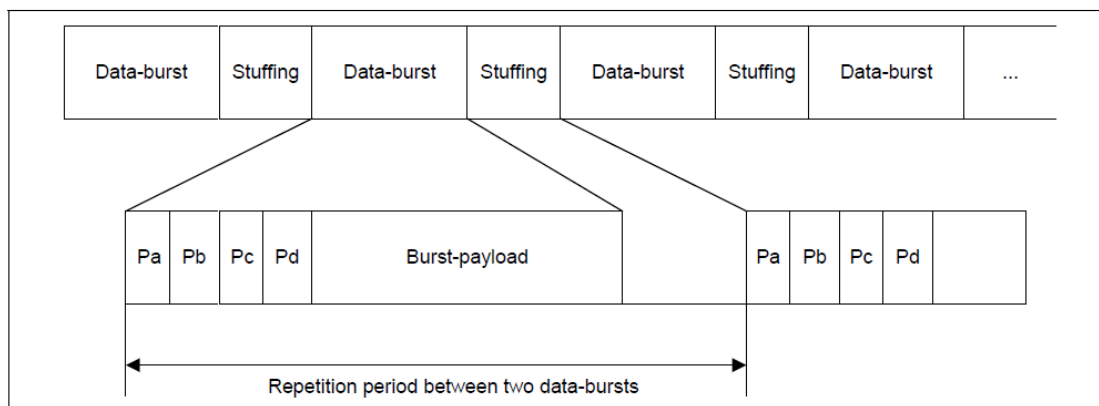 Data-burst Stuffing Data-burst Stuffing Data-burst Stuffing Data-burst ...
Pa Pb Pc Pd Burst-payload Pa Pb Pc Pd
Repetition period between two data-bursts